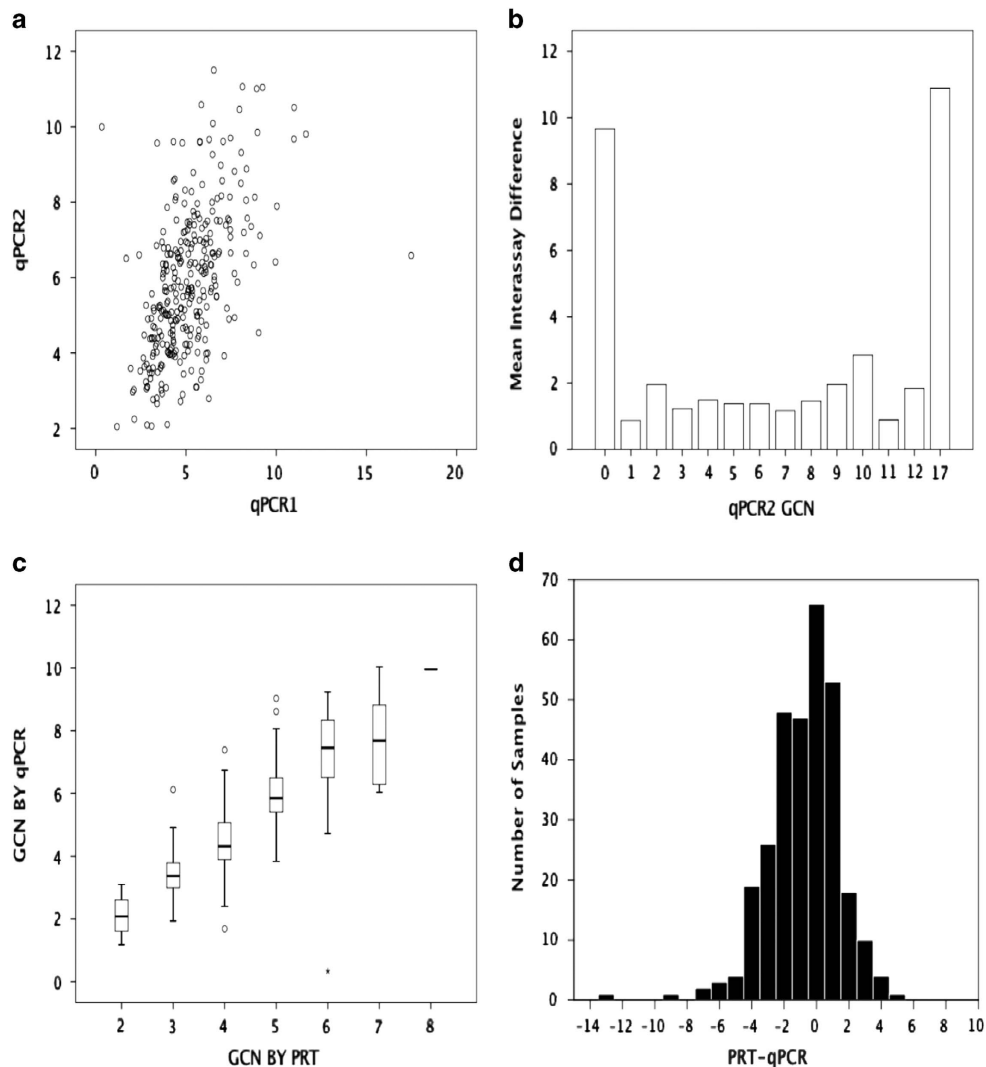 a
12
10
8
6
4
2
qPCR2
0 5 10 15 20
qPCR1
b
12
10
8
6
4
2
0
Mean Interassay Difference
0 1 2 3 4 5 6 7 8 9 10 11 12 17
qPCR2 GCN
c
12
10
8
6
4
2
0
GCN BY qPCR
2 3 4 5 6 7 8
GCN BY PRT
d
70
60
50
40
30
20
10
0
Number of Samples
-14 -12 -10 -8 -6 -4 -2 0 2 4 6 8 10
PRT-qPCR